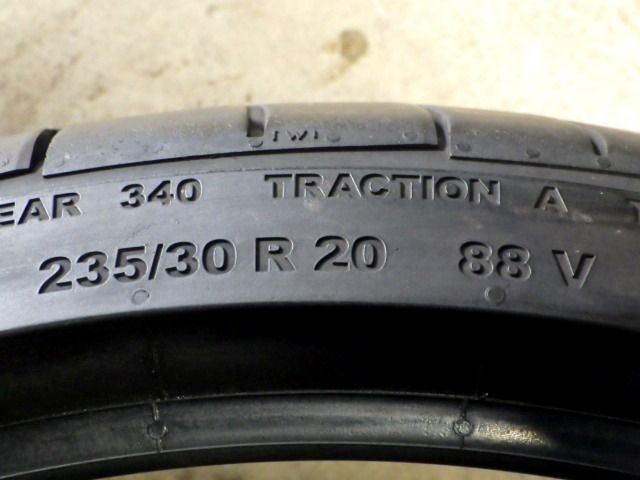 TWI
EAR 340 TRACTION A T
235/30 R 20 88 V